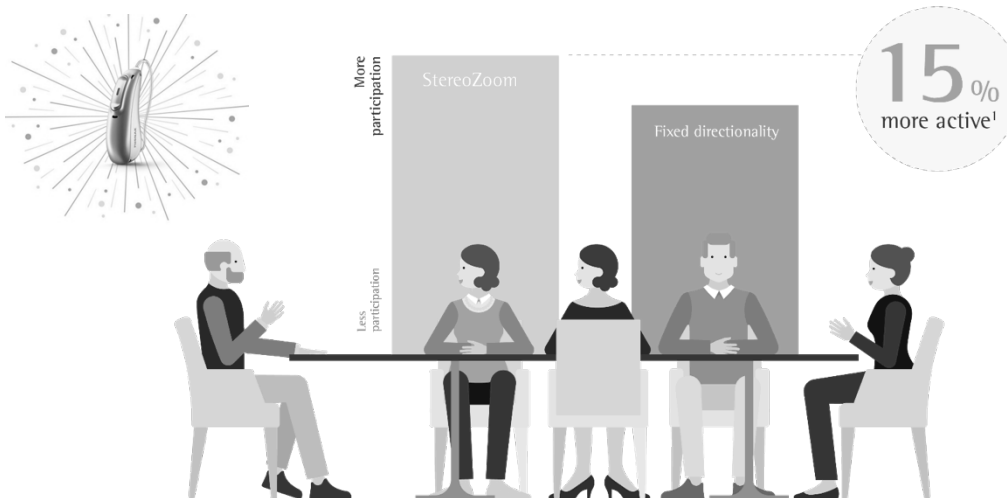 More
participation
StereoZoom
Fixed directionality
15%
more active¹
Less
participation